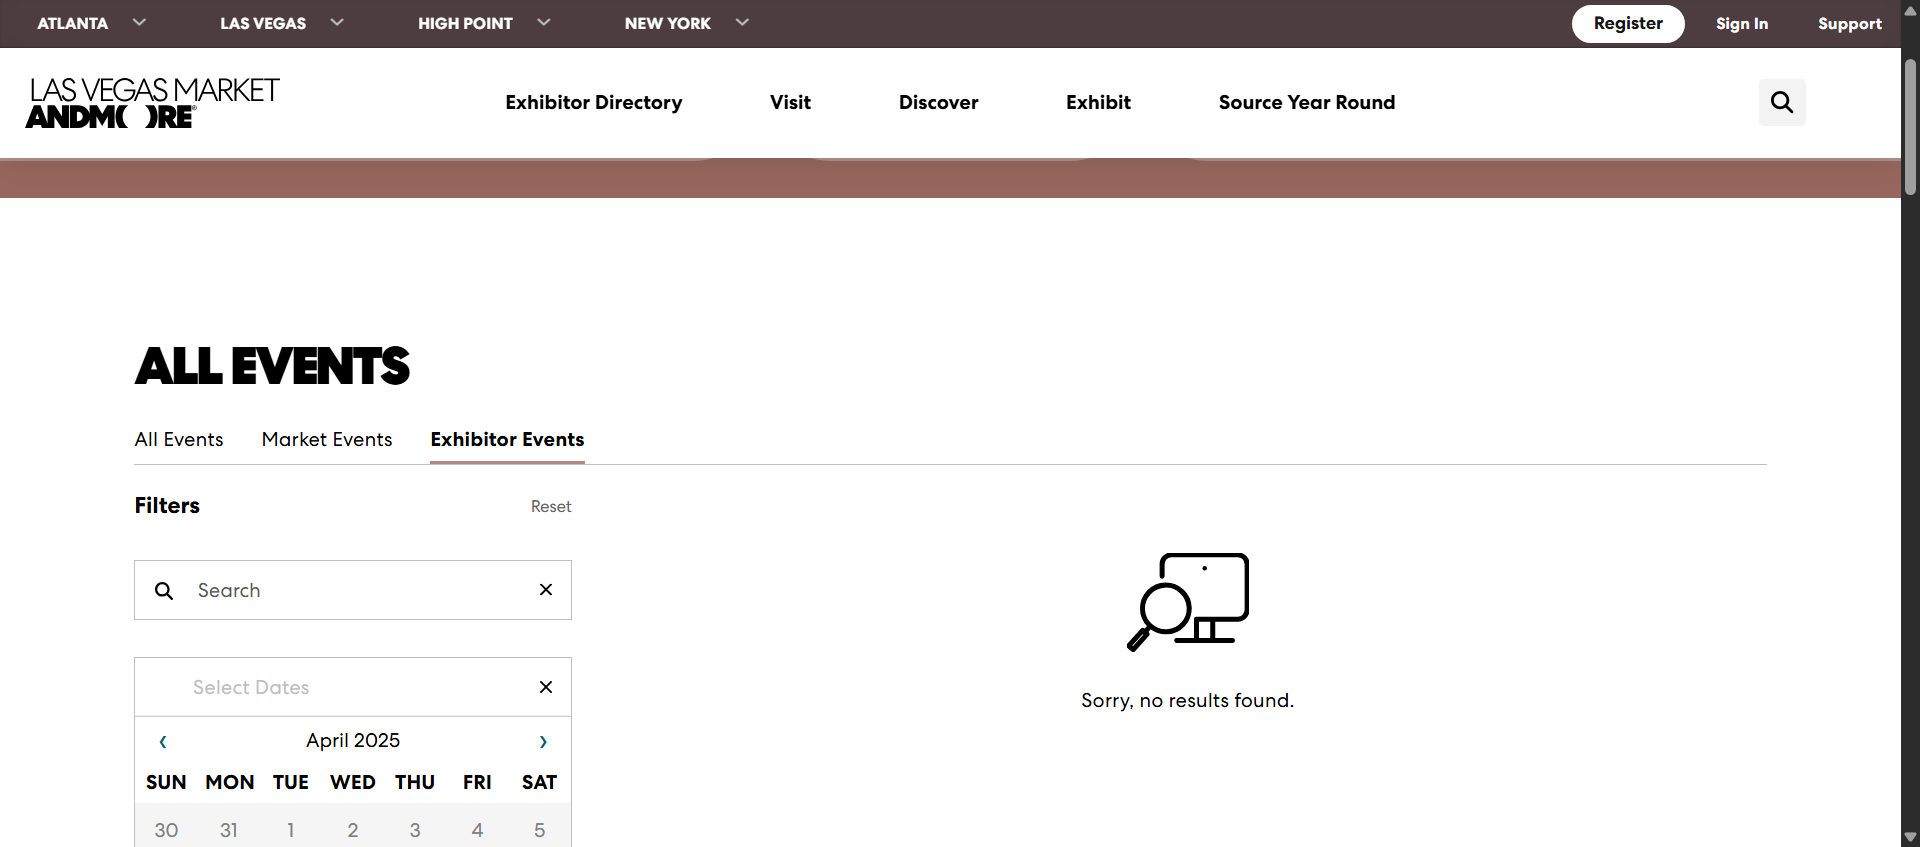 ATLANTA LAS VEGAS HIGH POINT NEW YORK Register Sign In Support
LAS VEGAS MARKET
ANDMORE®
Exhibitor Directory Visit Discover Exhibit Source Year Round
ALL EVENTS
All Events Market Events Exhibitor Events
Filters Reset
Search
Select Dates
‹ April 2025 ›
SUN MON TUE WED THU FRI SAT
30 31 1 2 3 4 5
Sorry, no results found.